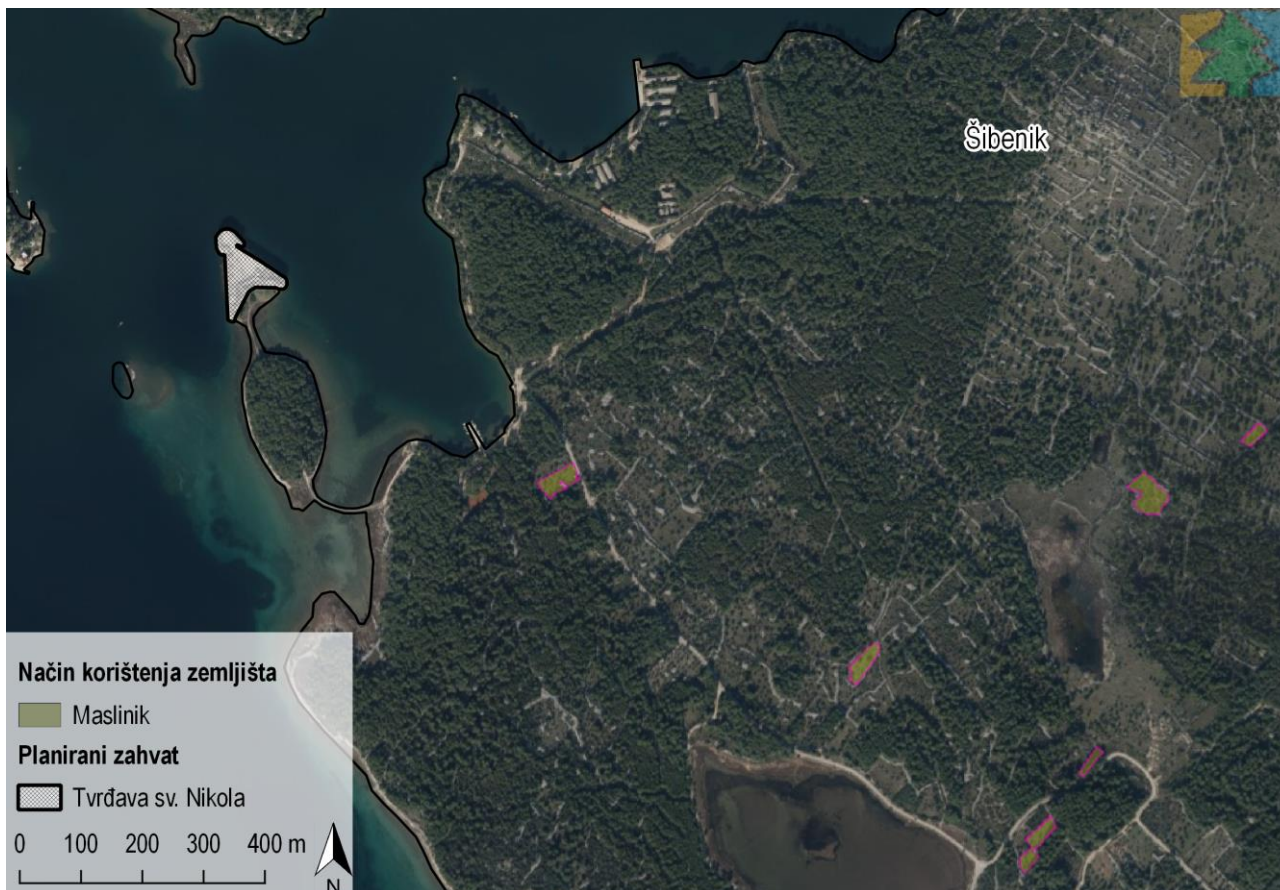 Šibenik
Način korištenja zemljišta
Maslinik
Planirani zahvat
Tvrđava sv. Nikola
0 100 200 300 400 m
N